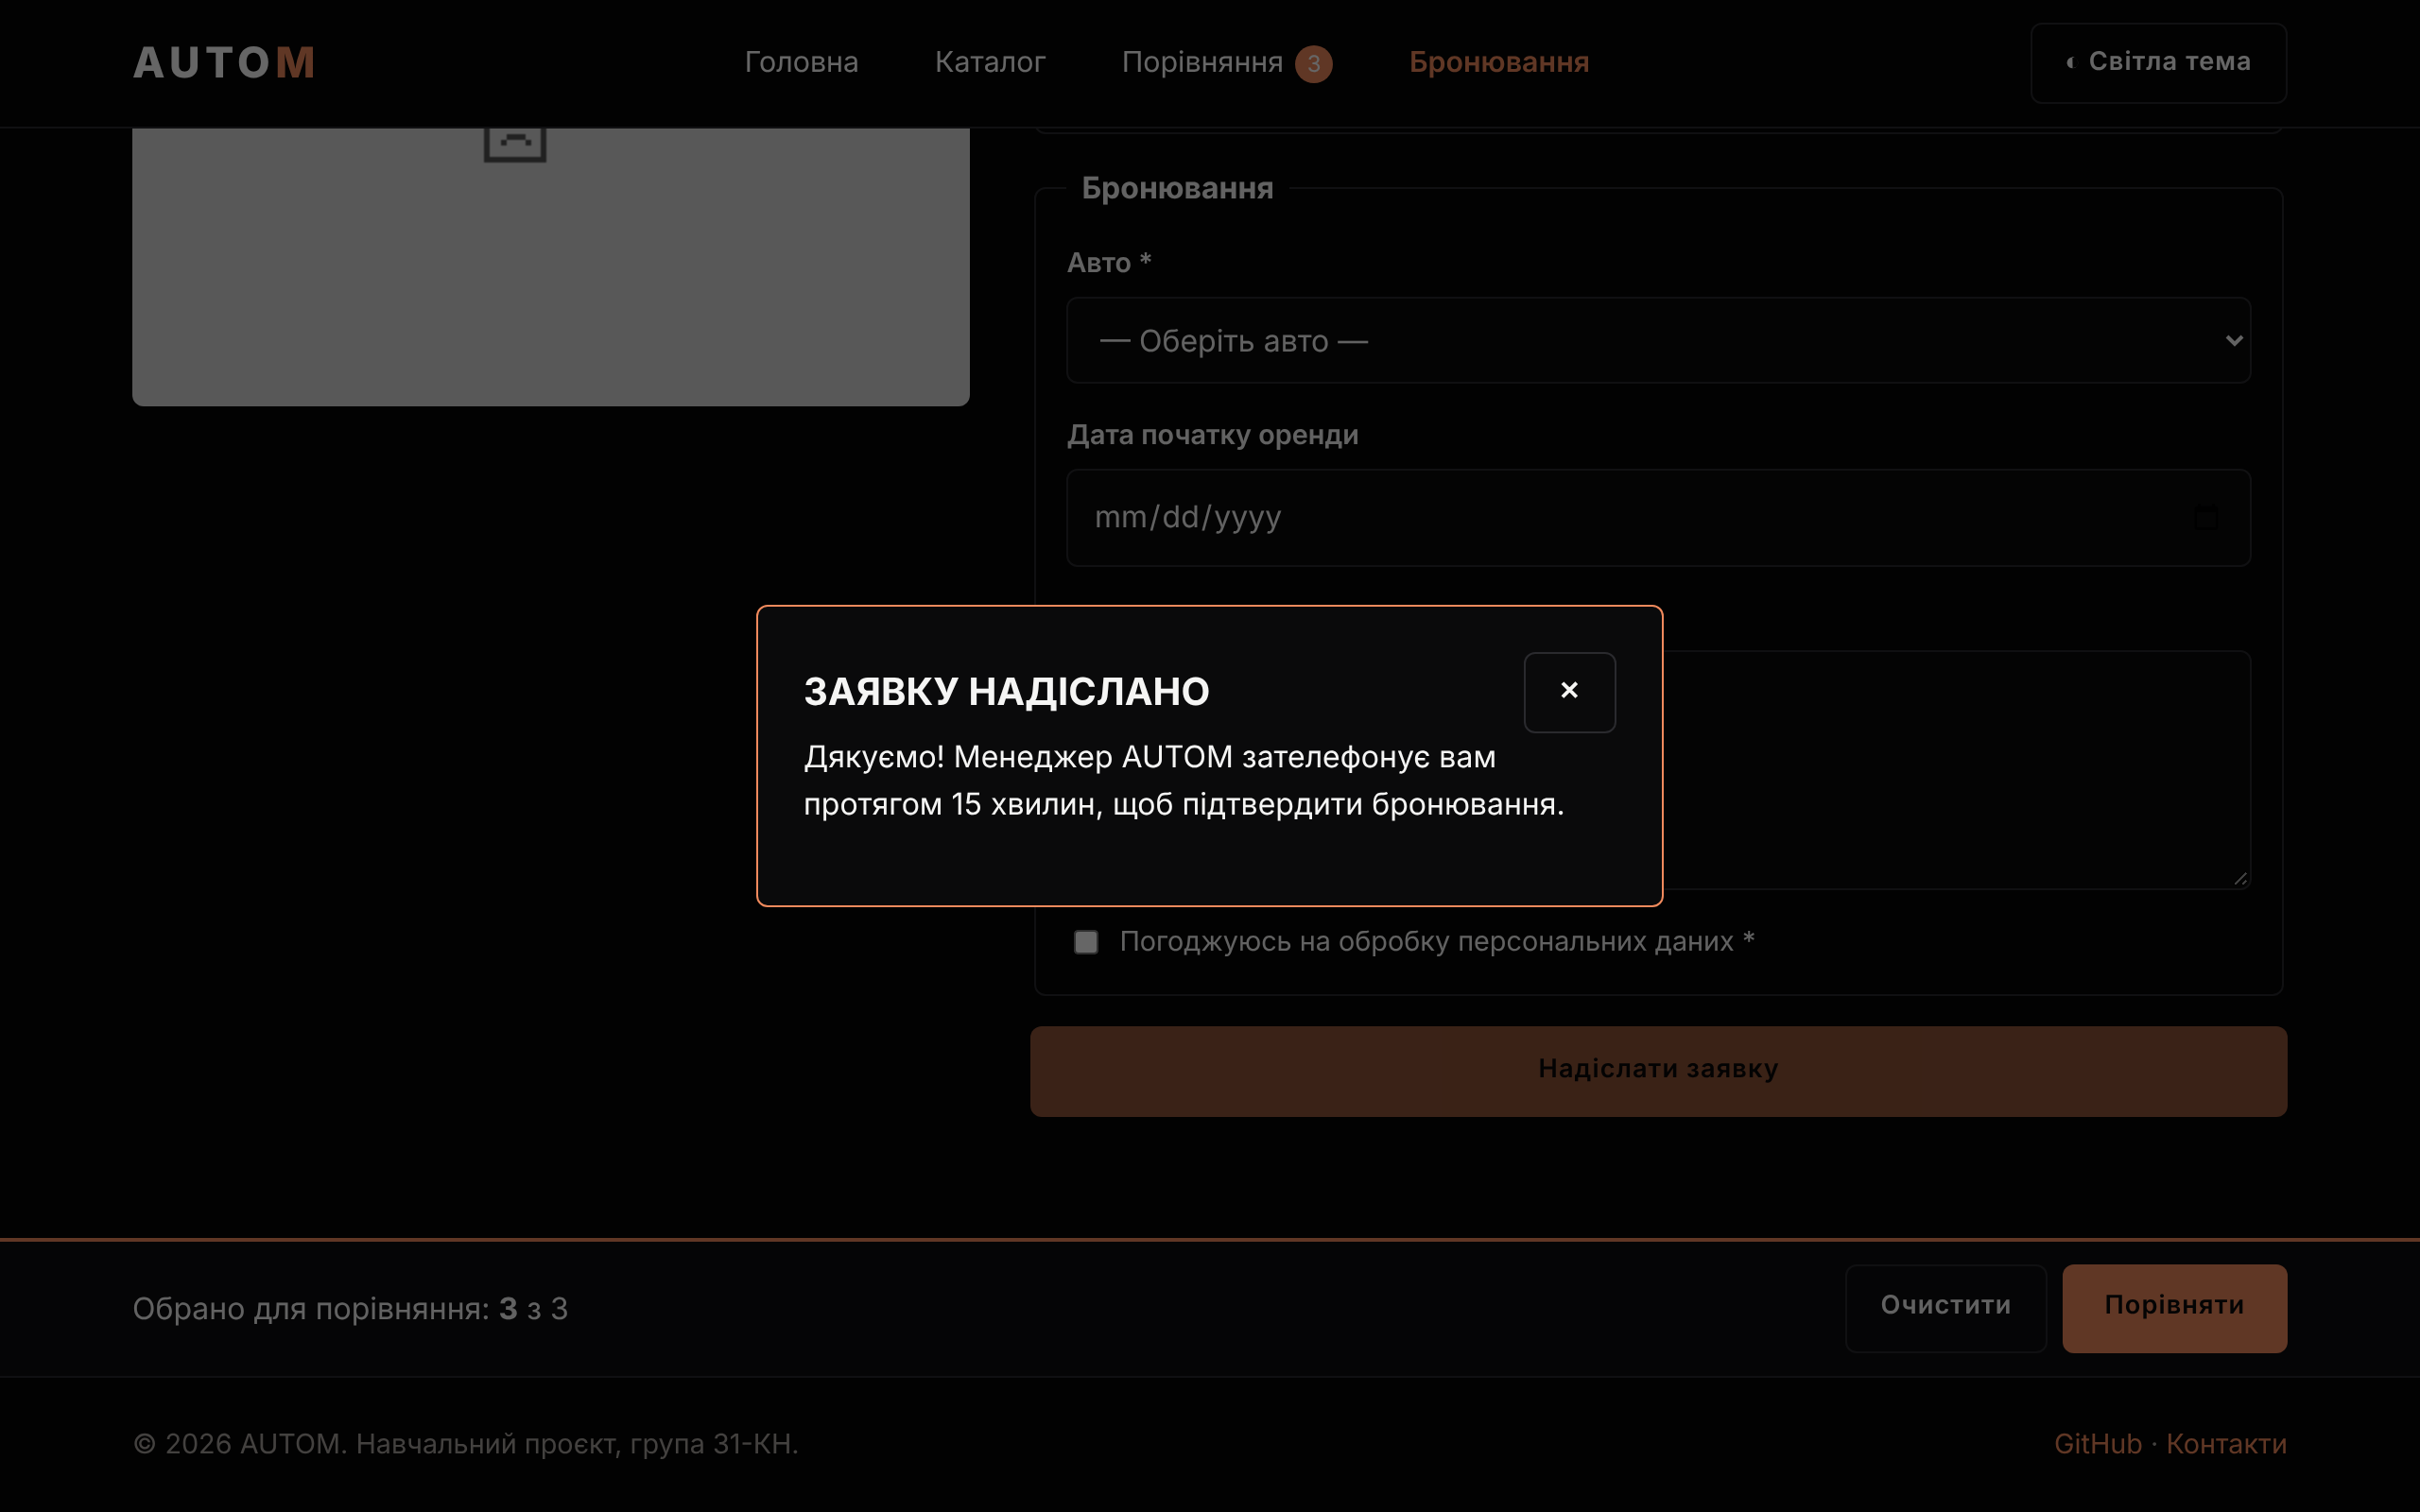 AUTOM
Головна
Каталог
Порівняння 3
Бронювання
Світла тема
Бронювання
Авто *
— Оберіть авто —
Дата початку оренди
mm/dd/yyyy
ЗАЯВКУ НАДІСЛАНО
×
Дякуємо! Менеджер AUTOM зателефонує вам
протягом 15 хвилин, щоб підтвердити бронювання.
Погоджуюсь на обробку персональних даних *
Надіслати заявку
Обрано для порівняння: 3 з 3
Очистити
Порівняти
© 2026 AUTOM. Навчальний проєкт, група 31-КН.
GitHub · Контакти